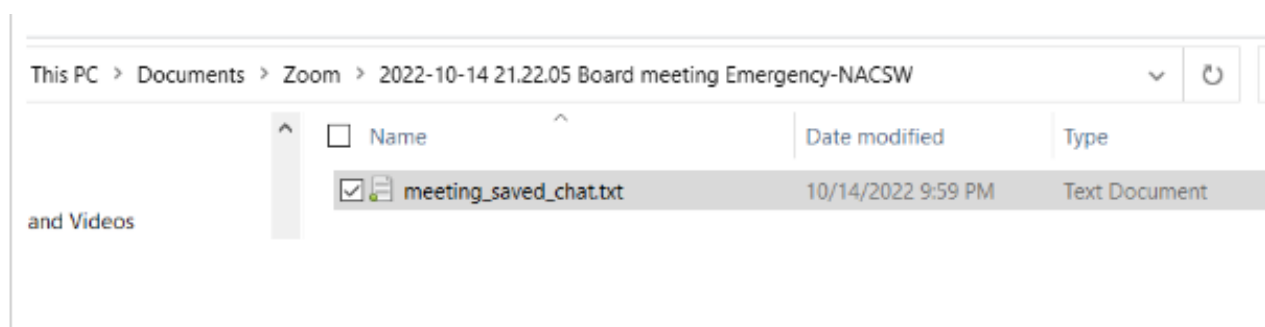 This PC > Documents > Zoom > 2022-10-14 21.22.05 Board meeting Emergency-NACSW
Name Date modified Type
meeting_saved_chat.txt 10/14/2022 9:59 PM Text Document
and Videos